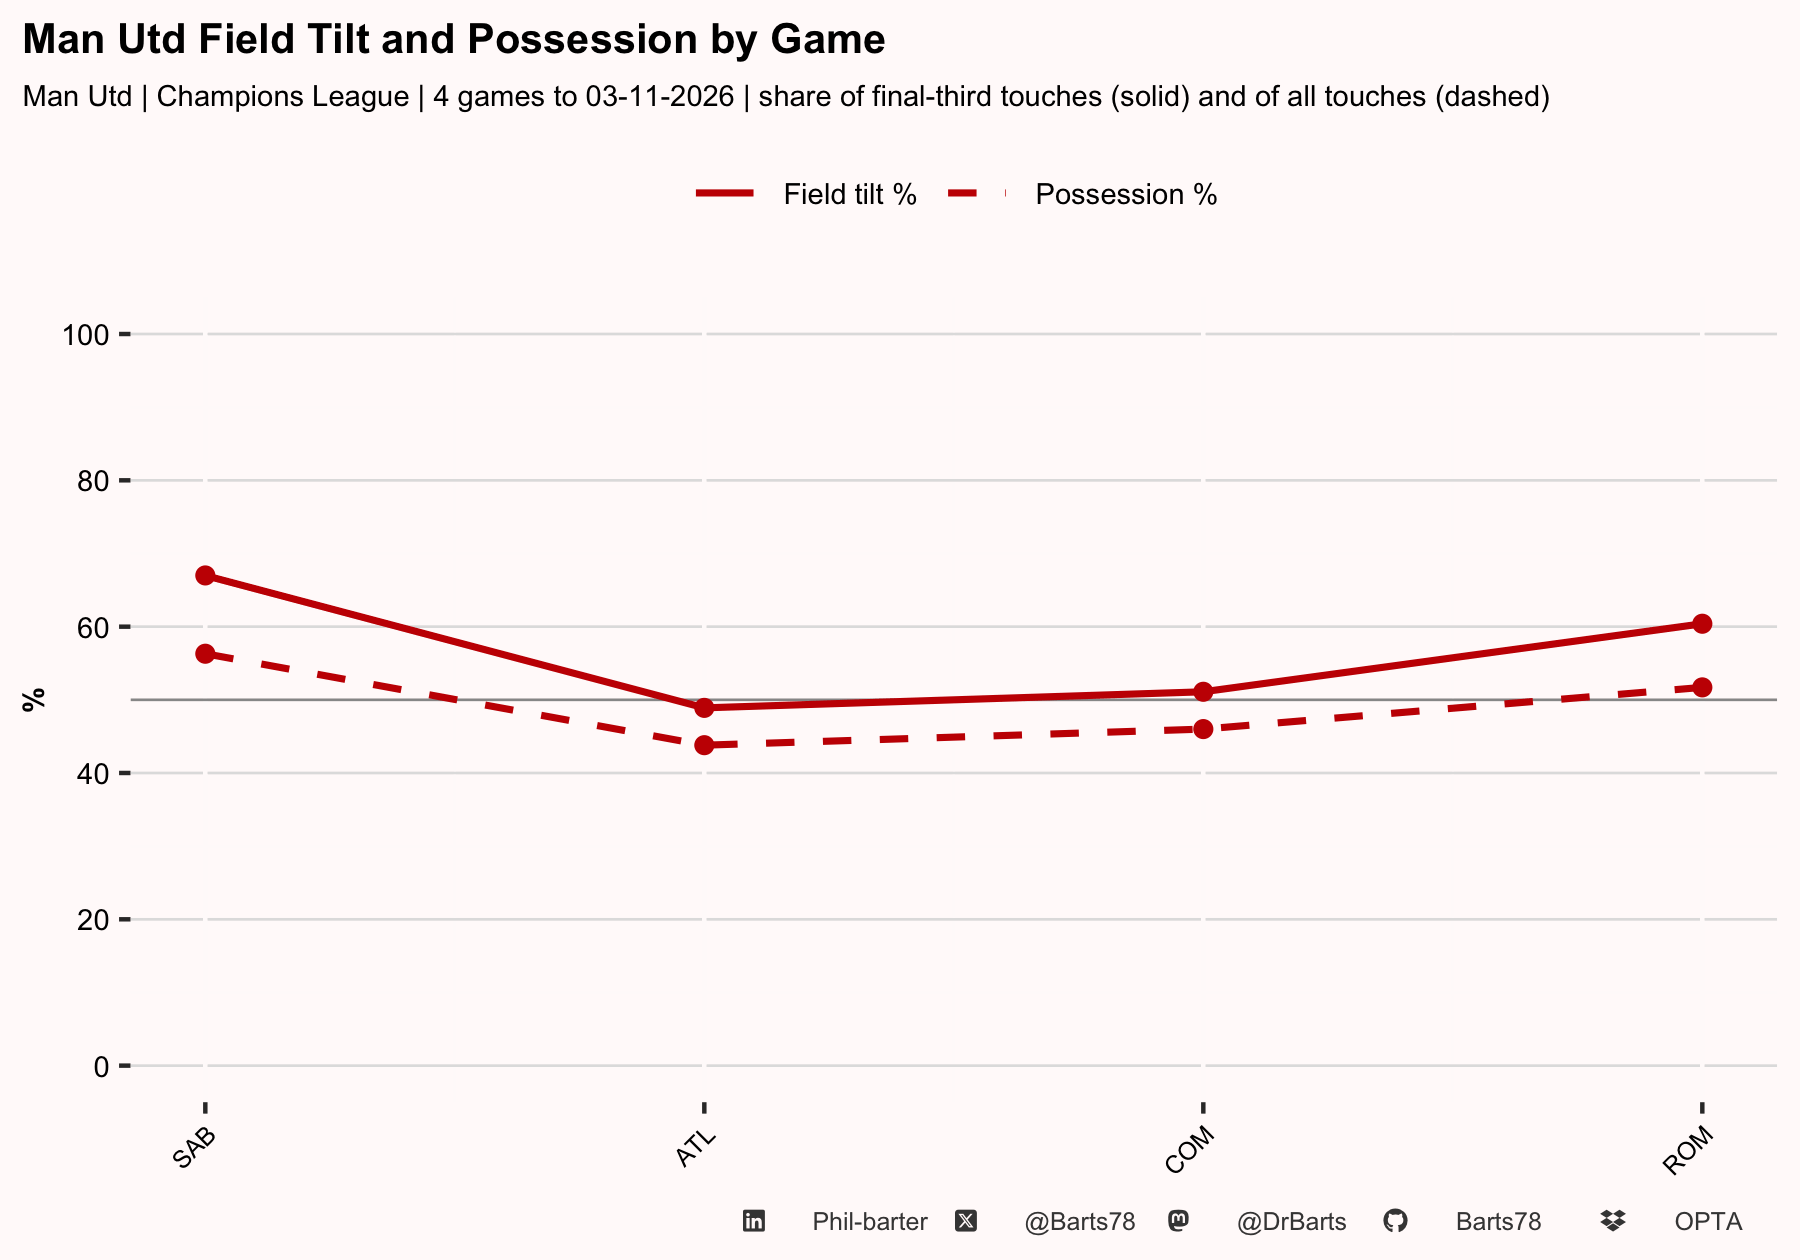 Man Utd Field Tilt and Possession by Game
Man Utd | Champions League | 4 games to 03-11-2026 | share of final-third touches (solid) and of all touches (dashed)
Field tilt % Possession %
100
80
60
40
20
0
%
SAB ATL COM ROM
Phil-barter @Barts78 @DrBarts Barts78 OPTA